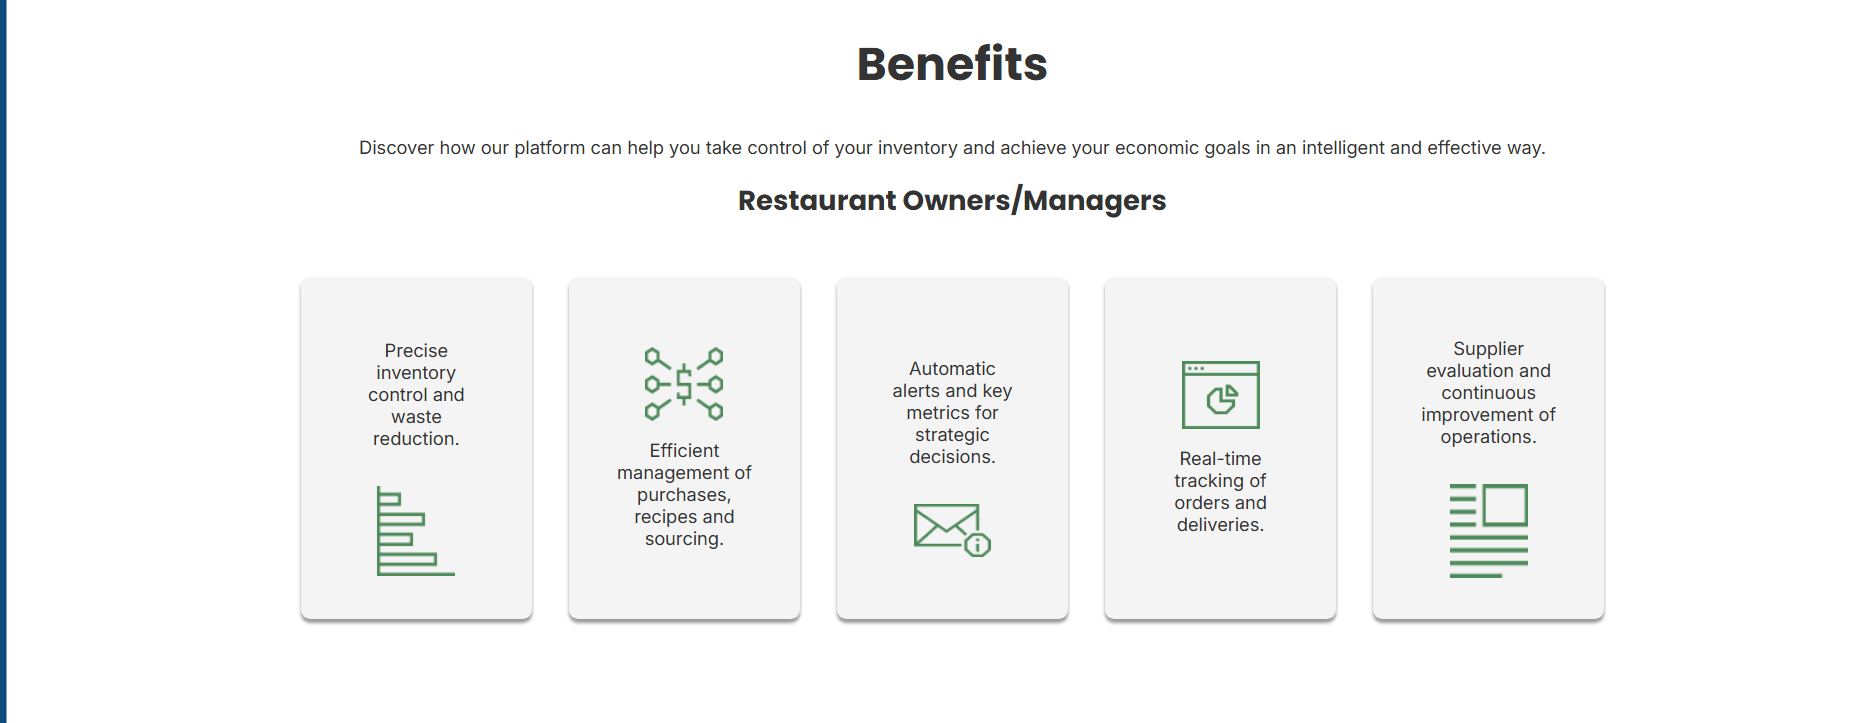 Benefits
Discover how our platform can help you take control of your inventory and achieve your economic goals in an intelligent and effective way.
Restaurant Owners/Managers
Precise
inventory
control and
waste
reduction.
Efficient
management of
purchases,
recipes and
sourcing.
Automatic
alerts and key
metrics for
strategic
decisions.
Real-time
tracking of
orders and
deliveries.
Supplier
evaluation and
continuous
improvement of
operations.